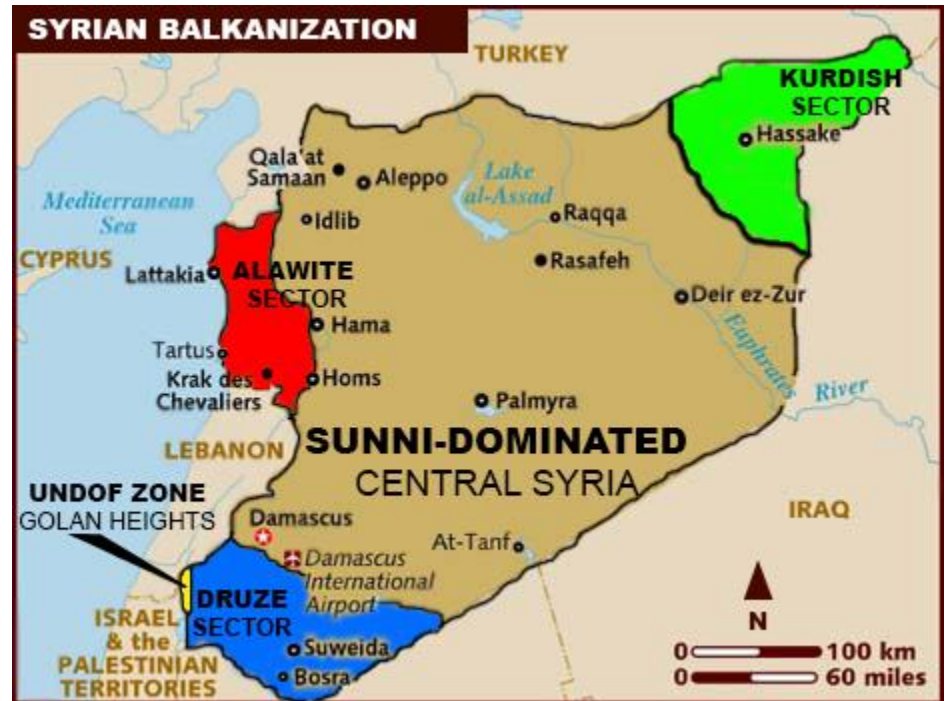 SYRIAN BALKANIZATION
TURKEY
KURDISH
SECTOR
Hassake
Qala'at
Samaan
Aleppo
Lake
al-Assad
Mediterranean
Sea
Idlib
Raqqa
CYPRUS
Rasafeh
Lattakia
ALAWITE
SECTOR
Deir ez-Zur
Hama
Euphrates
River
Tartus
Krak des
Chevaliers
Homs
Palmyra
LEBANON
SUNNI-DOMINATED
CENTRAL SYRIA
UNDOF ZONE
GOLAN HEIGHTS
IRAQ
Damascus
At-Tanf
Damascus
International
Airport
DRUZE
SECTOR
ISRAEL
& the
PALESTINIAN
TERRITORIES
Suweida
Bosra
N
0 100 km
0 60 miles